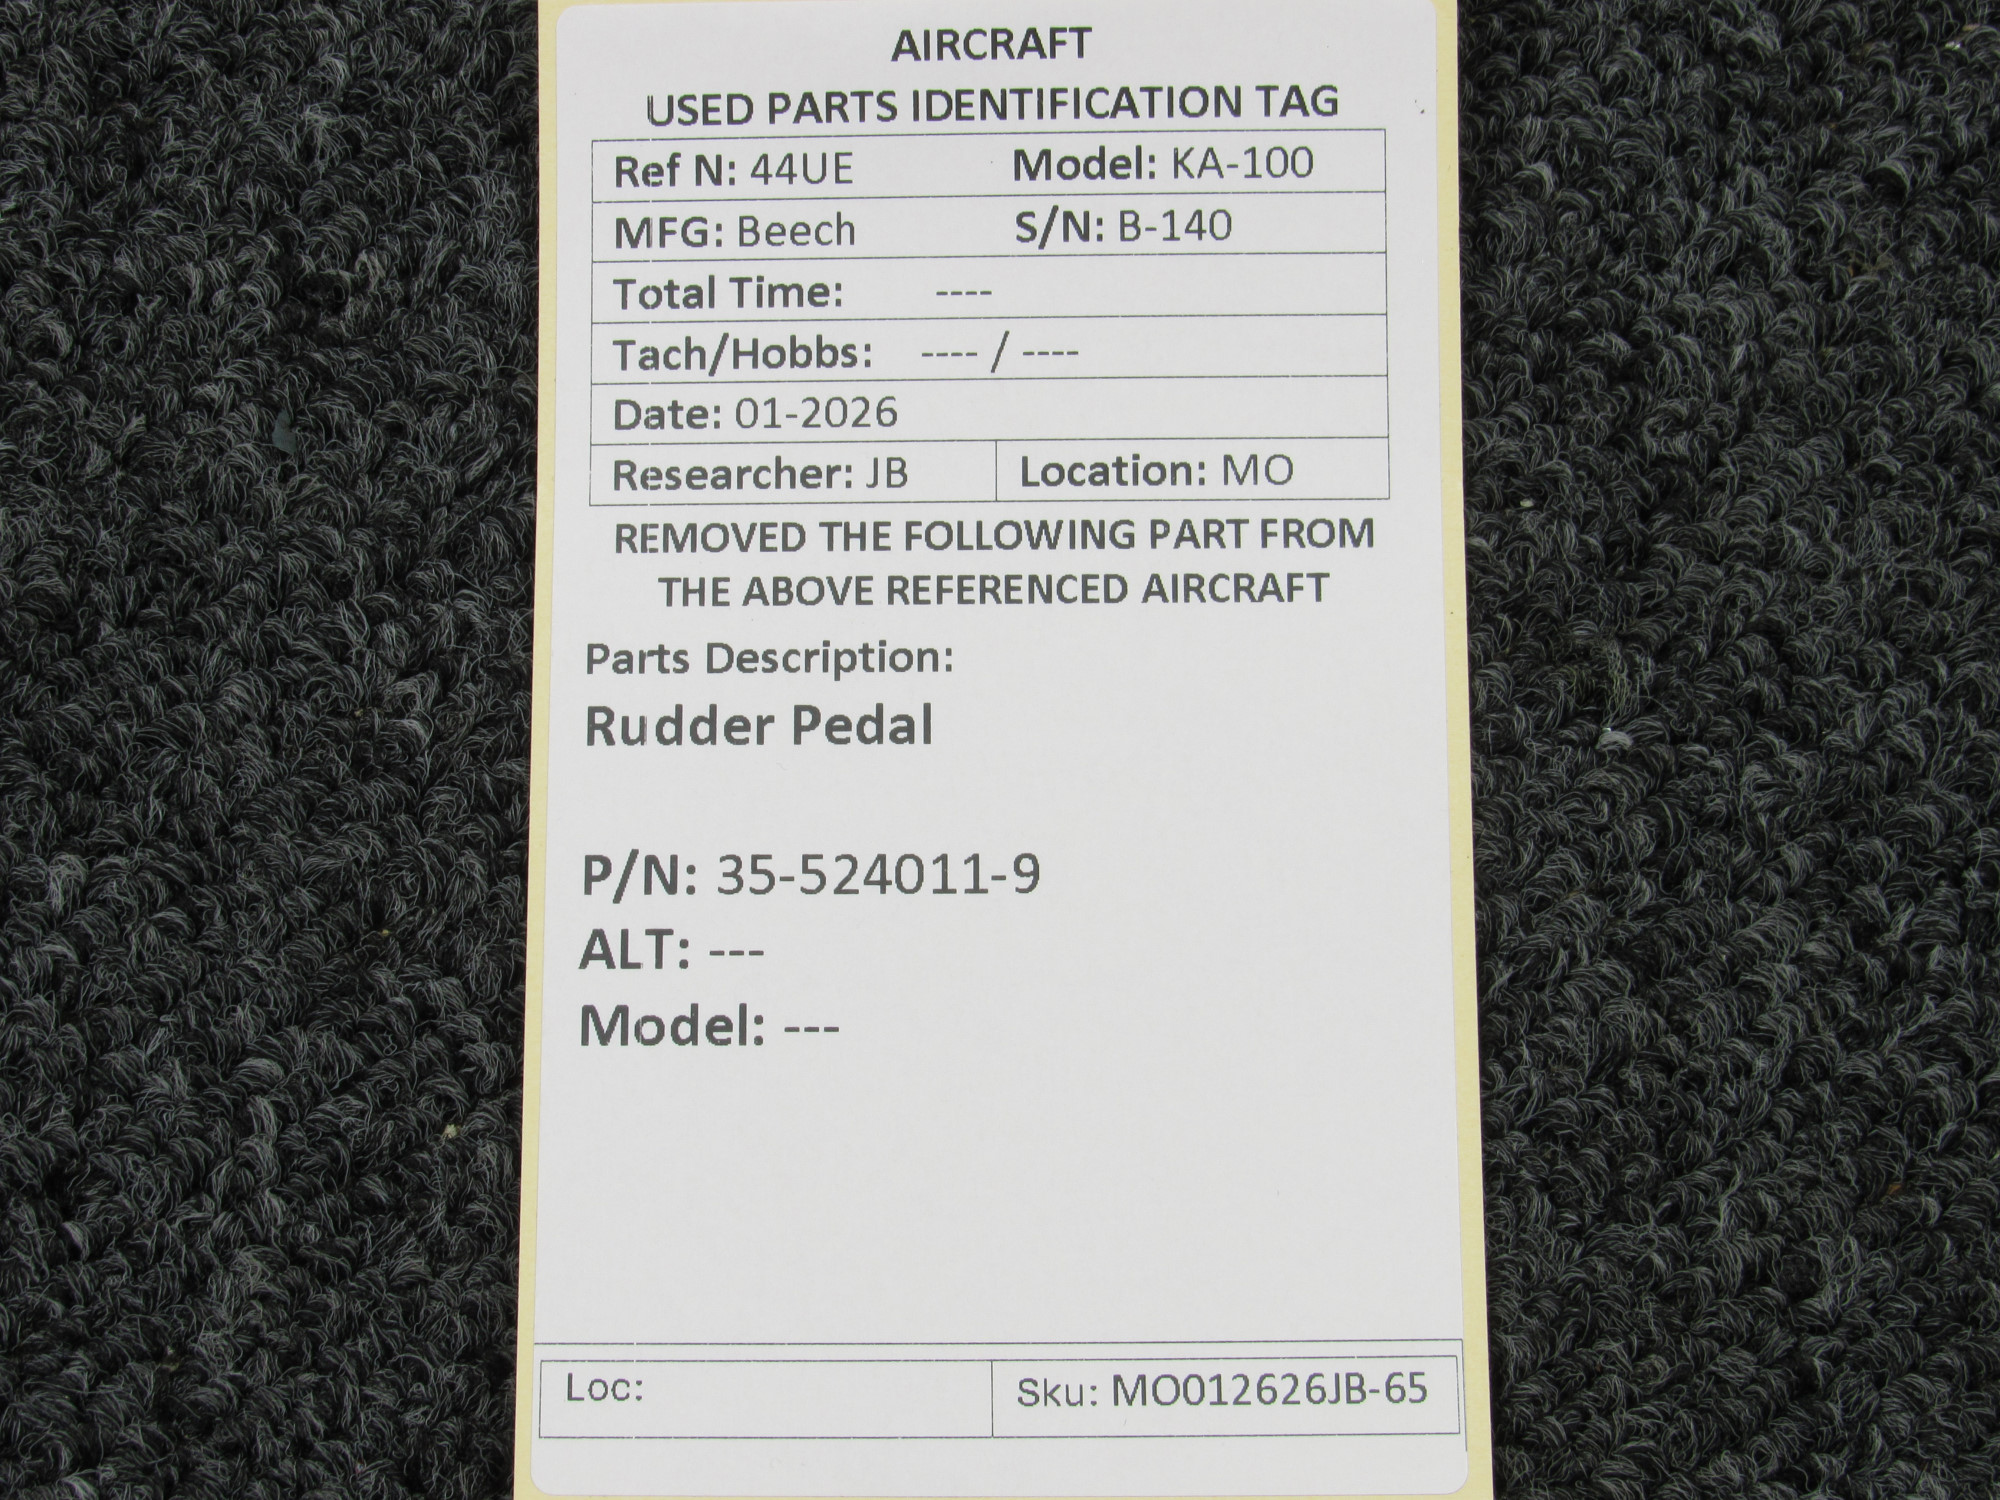 AIRCRAFT
USED PARTS IDENTIFICATION TAG
Ref N: 44UE Model: KA-100
MFG: Beech S/N: B-140
Total Time: ----
Tach/Hobbs: ---- / ----
Date: 01-2026
Researcher: JB Location: MO
REMOVED THE FOLLOWING PART FROM
THE ABOVE REFERENCED AIRCRAFT
Parts Description:
Rudder Pedal
P/N: 35-524011-9
ALT: ---
Model: ---
Loc: Sku: MO012626JB-65